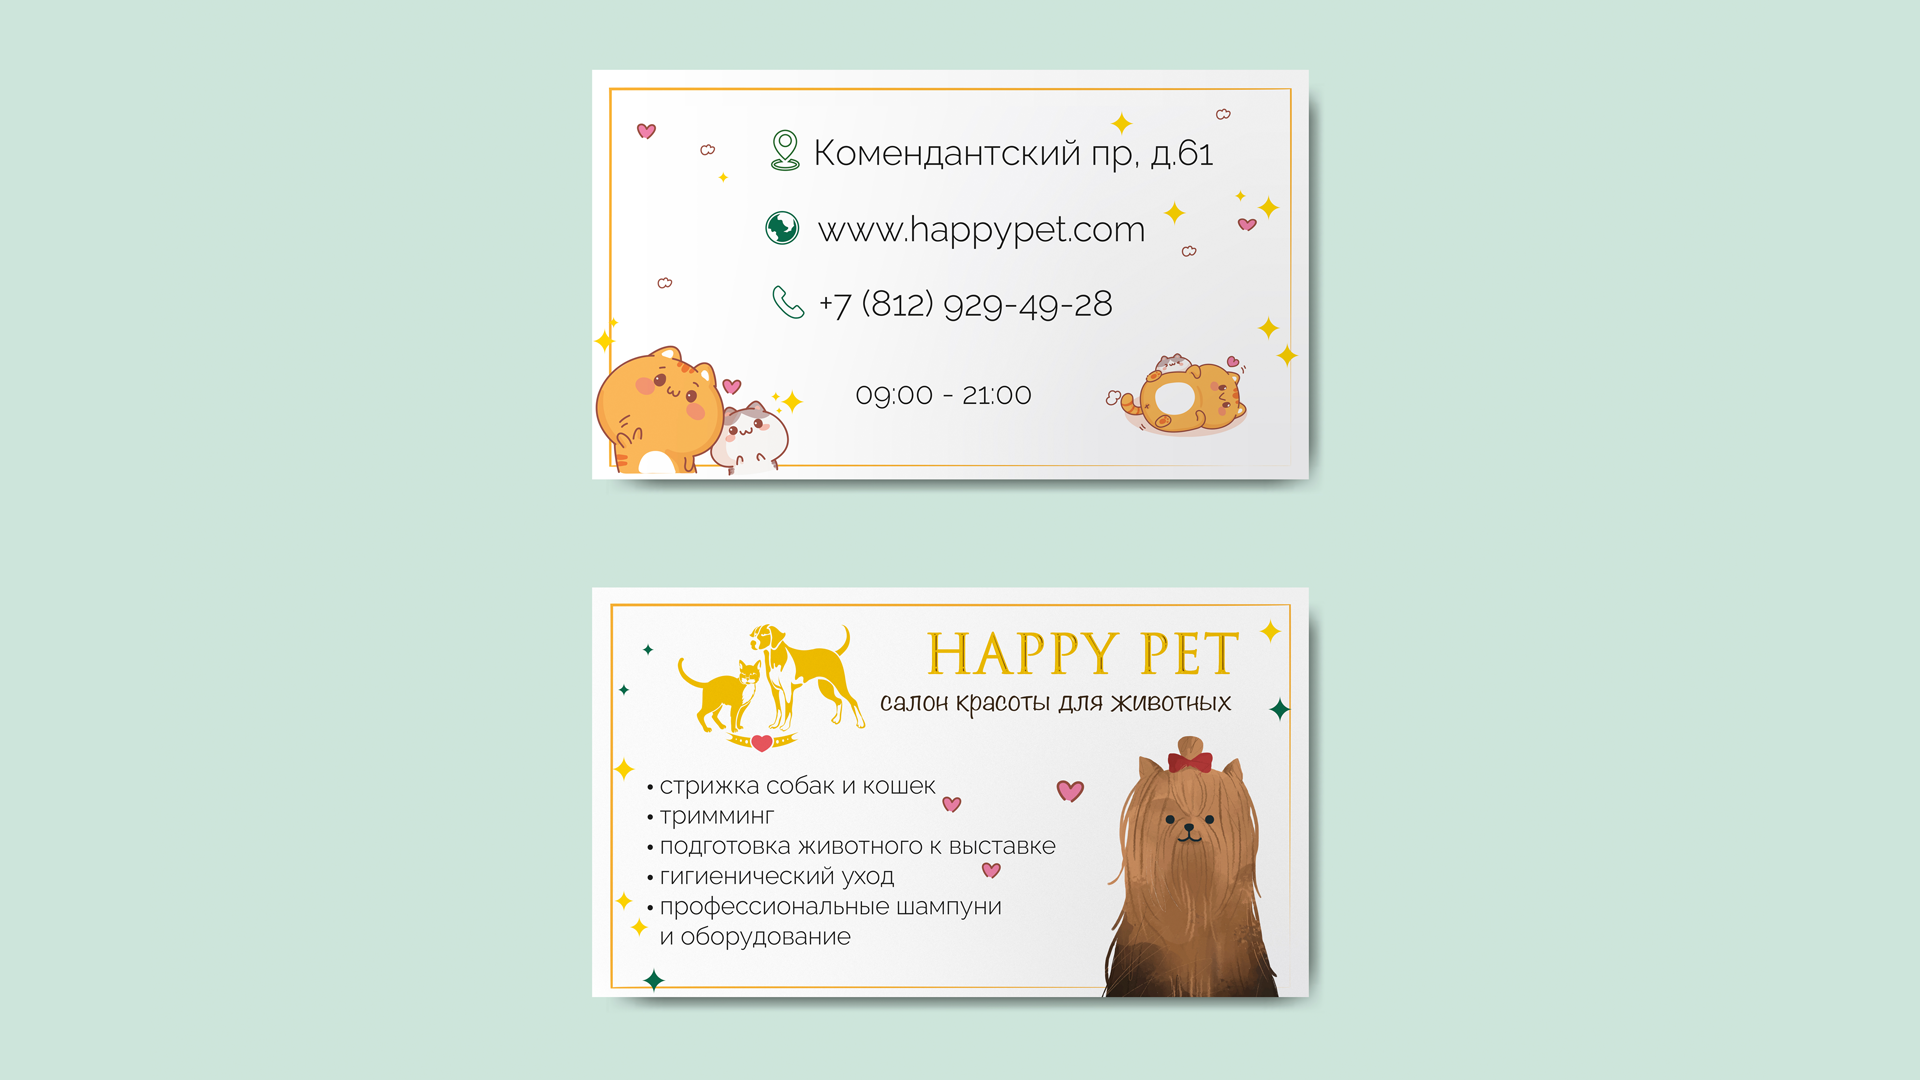 Комендантский пр, д.61
www.happypet.com
+7 (812) 929-49-28
09:00 - 21:00
HAPPY PET
салон красоты для животных
• стрижка собак и кошек
• тримминг
• подготовка животного к выставке
• гигиенический уход
• профессиональные шампуни
и оборудование